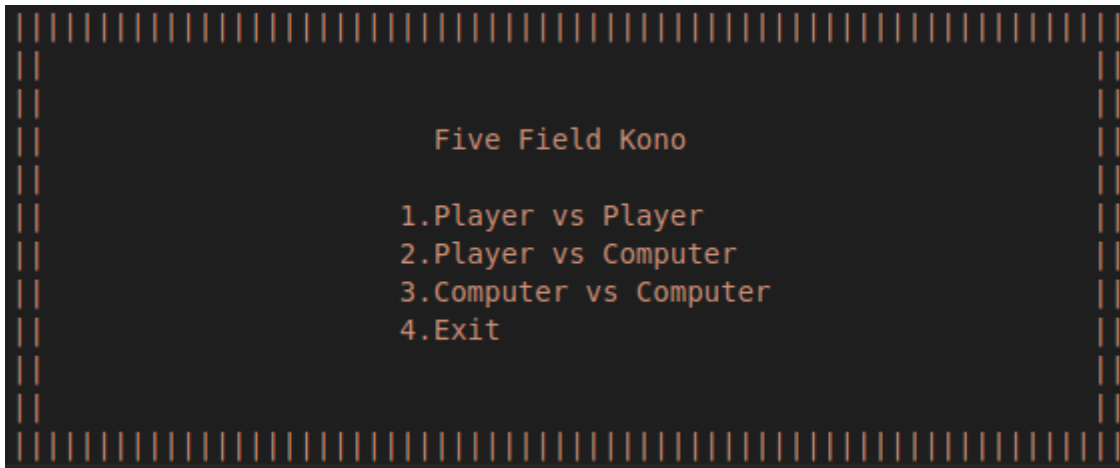 Five Field Kono
1.Player vs Player
2.Player vs Computer
3.Computer vs Computer
4.Exit